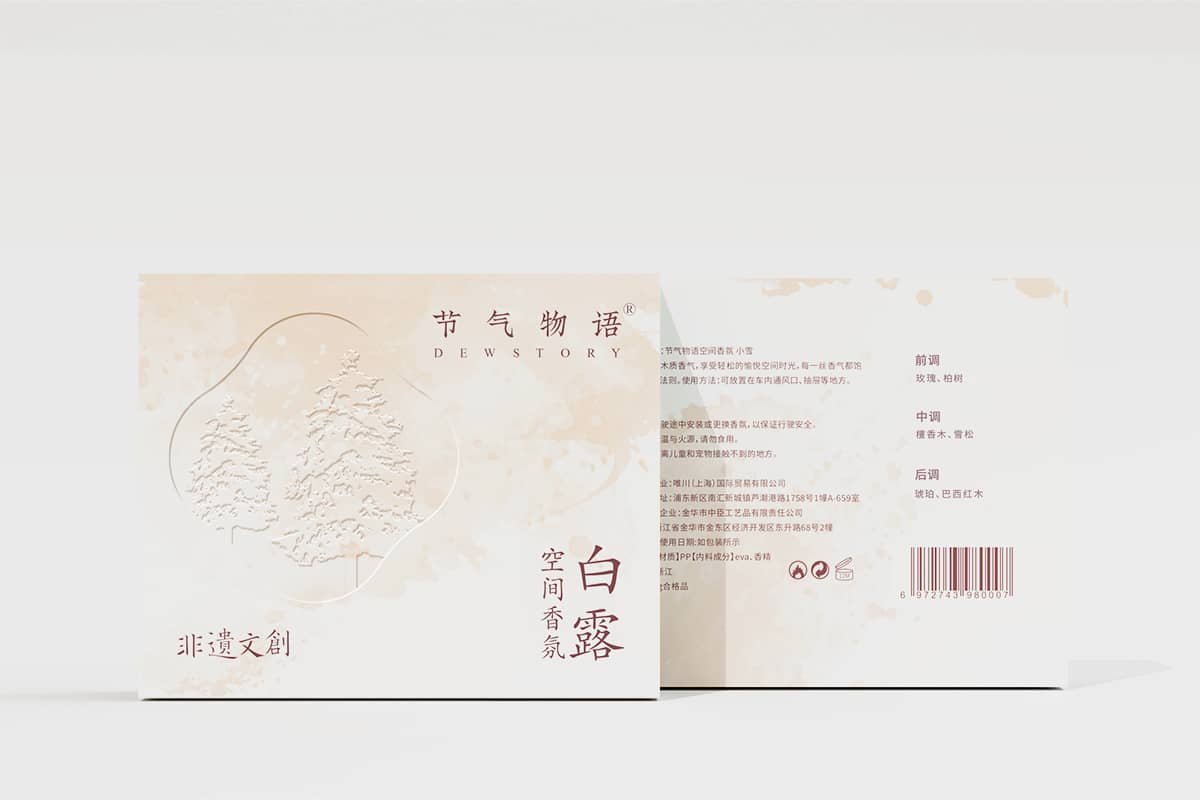 节气物语®
DEWSTORY
白露
空间香氛
非遺文創
:节气物语空间香氛 小雪
木质香气,享受轻松的愉悦空间时光,每一丝香气都饱
法则。使用方法:可放置在车内通风口、抽屉等地方。
驶途中安装或更换香氛,以保证行驶安全。
温与火源,请勿食用。
离儿童和宠物接触不到的地方。
业:唯川(上海)国际贸易有限公司
址:浦东新区南汇新城镇芦潮港路1758号1幢A-659室
企业:金华市中臣工艺品有限责任公司
江省金华市金东区经济开发区东升路68号2幢
使用日期:如包装所示
材质】PP【内料成分】eva、香精
浙江
合格品
12M
前调
玫瑰、柏树
中调
檀香木、雪松
后调
琥珀、巴西红木
6 972743 980007